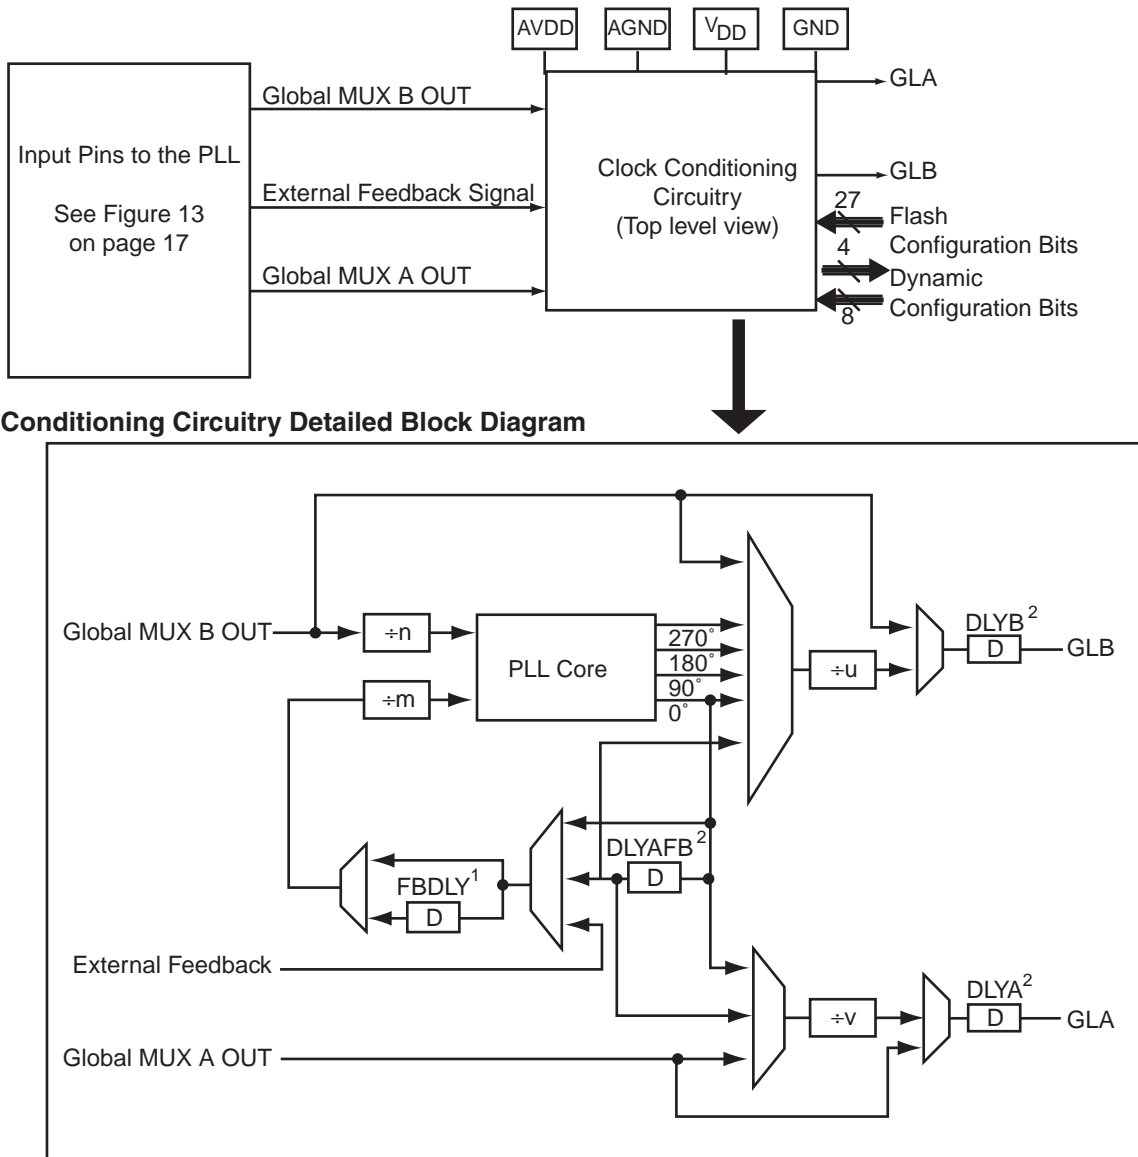 AVDD
AGND
VDD
GND
GLA
Global MUX B OUT
Input Pins to the PLL
Clock Conditioning
GLB
External Feedback Signal
Circuitry
27
See Figure 13
(Top level view)
Flash
on page 17
Configuration Bits
4
Global MUX A OUT
Dynamic
Configuration Bits
8
Conditioning Circuitry Detailed Block Diagram
Global MUX B OUT
÷n
PLL Core
270°
180°
90°
0°
÷m
÷u
DLYB2
D
GLB
DLYAFB2
D
FBDLY1
D
External Feedback
DLYA2
÷v
D
GLA
Global MUX A OUT